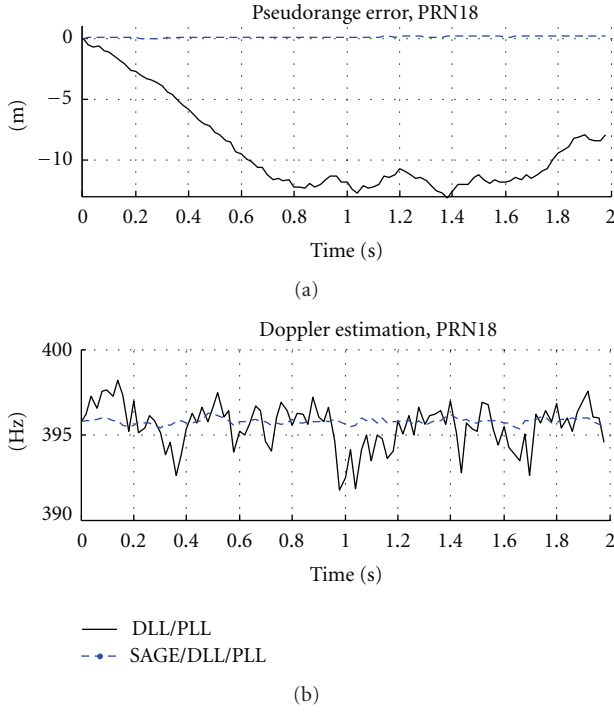 Pseudorange error, PRN18
0
−5
−10
(m)
0 0.2 0.4 0.6 0.8 1 1.2 1.4 1.6 1.8 2
Time (s)
(a)
Doppler estimation, PRN18
400
395
390
(Hz)
0 0.2 0.4 0.6 0.8 1 1.2 1.4 1.6 1.8 2
Time (s)
DLL/PLL
SAGE/DLL/PLL
(b)